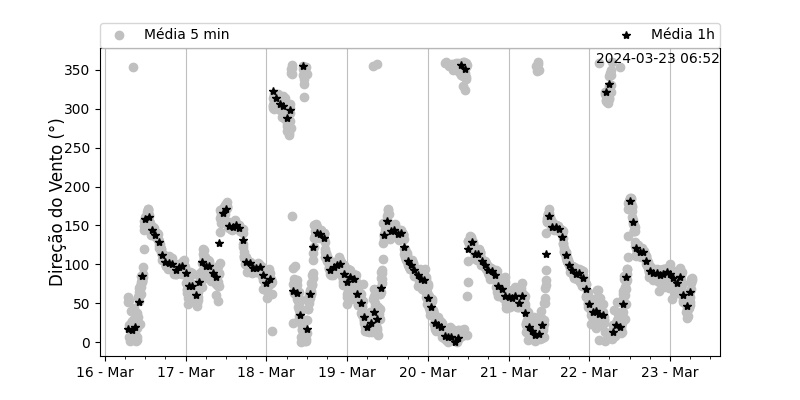 Média 5 min
Média 1h
2024-03-23 06:52
Direção do Vento (°)
350
300
250
200
150
100
50
0
16 - Mar
17 - Mar
18 - Mar
19 - Mar
20 - Mar
21 - Mar
22 - Mar
23 - Mar